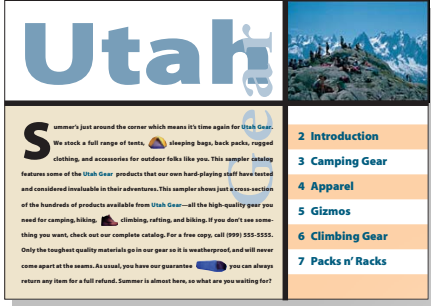 Utah
Gear
Summer's just around the corner which means it's time again for Utah Gear.
We stock a full range of tents, sleeping bags, back packs, rugged
clothing, and accessories for outdoor folks like you. This sampler catalog
features some of the Utah Gear products that our own hard-playing staff have tested
and considered invaluable in their adventures. This sampler shows just a cross-section
of the hundreds of products available from Utah Gear—all the high-quality gear you
need for camping, hiking, climbing, rafting, and biking. If you don't see some-
thing you want, check out our complete catalog. For a free copy, call (999) 555-5555.
Only the toughest quality materials go in our gear so it is weatherproof, and will never
come apart at the seams. As usual, you have our guarantee you can always
return any item for a full refund. Summer is almost here, so what are you waiting for?
2 Introduction
3 Camping Gear
4 Apparel
5 Gizmos
6 Climbing Gear
7 Packs n' Racks